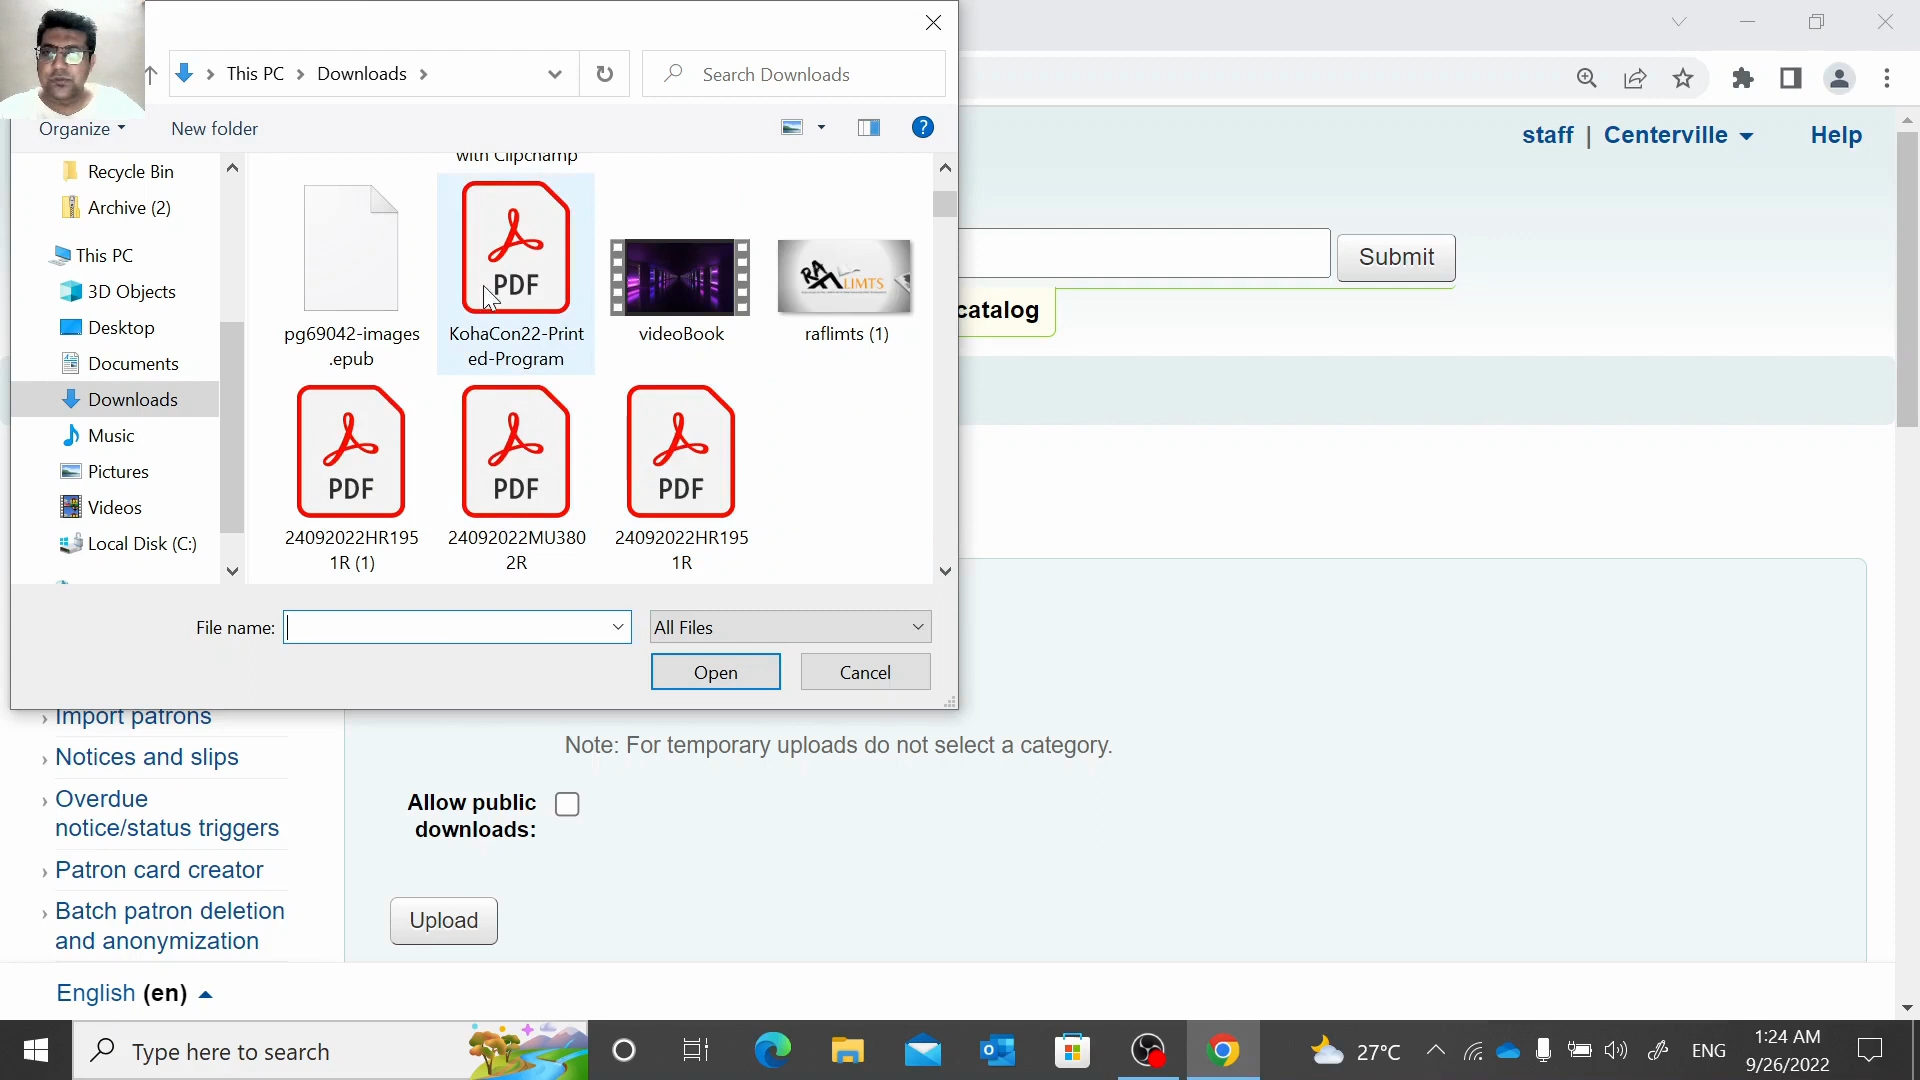 This PC
Downloads
Search Downloads
Organize
New folder
Recycle Bin
Archive (2)
This PC
3D Objects
Desktop
Documents
Downloads
Music
Pictures
Videos
Local Disk (C:)
with Clipchamp
pg69042-images
.epub
PDF
KohaCon22-Print
ed-Program
videoBook
raflimts (1)
PDF
24092022HR195
1R (1)
PDF
24092022MU380
2R
PDF
24092022HR195
1R
File name:
All Files
Open
Cancel
staff | Centerville
Help
Submit
catalog
Import patrons
Notices and slips
Overdue
notice/status triggers
Patron card creator
Batch patron deletion
and anonymization
Note: For temporary uploads do not select a category.
Allow public
downloads:
Upload
English (en)
Type here to search
27°C
ENG
1:24 AM
9/26/2022